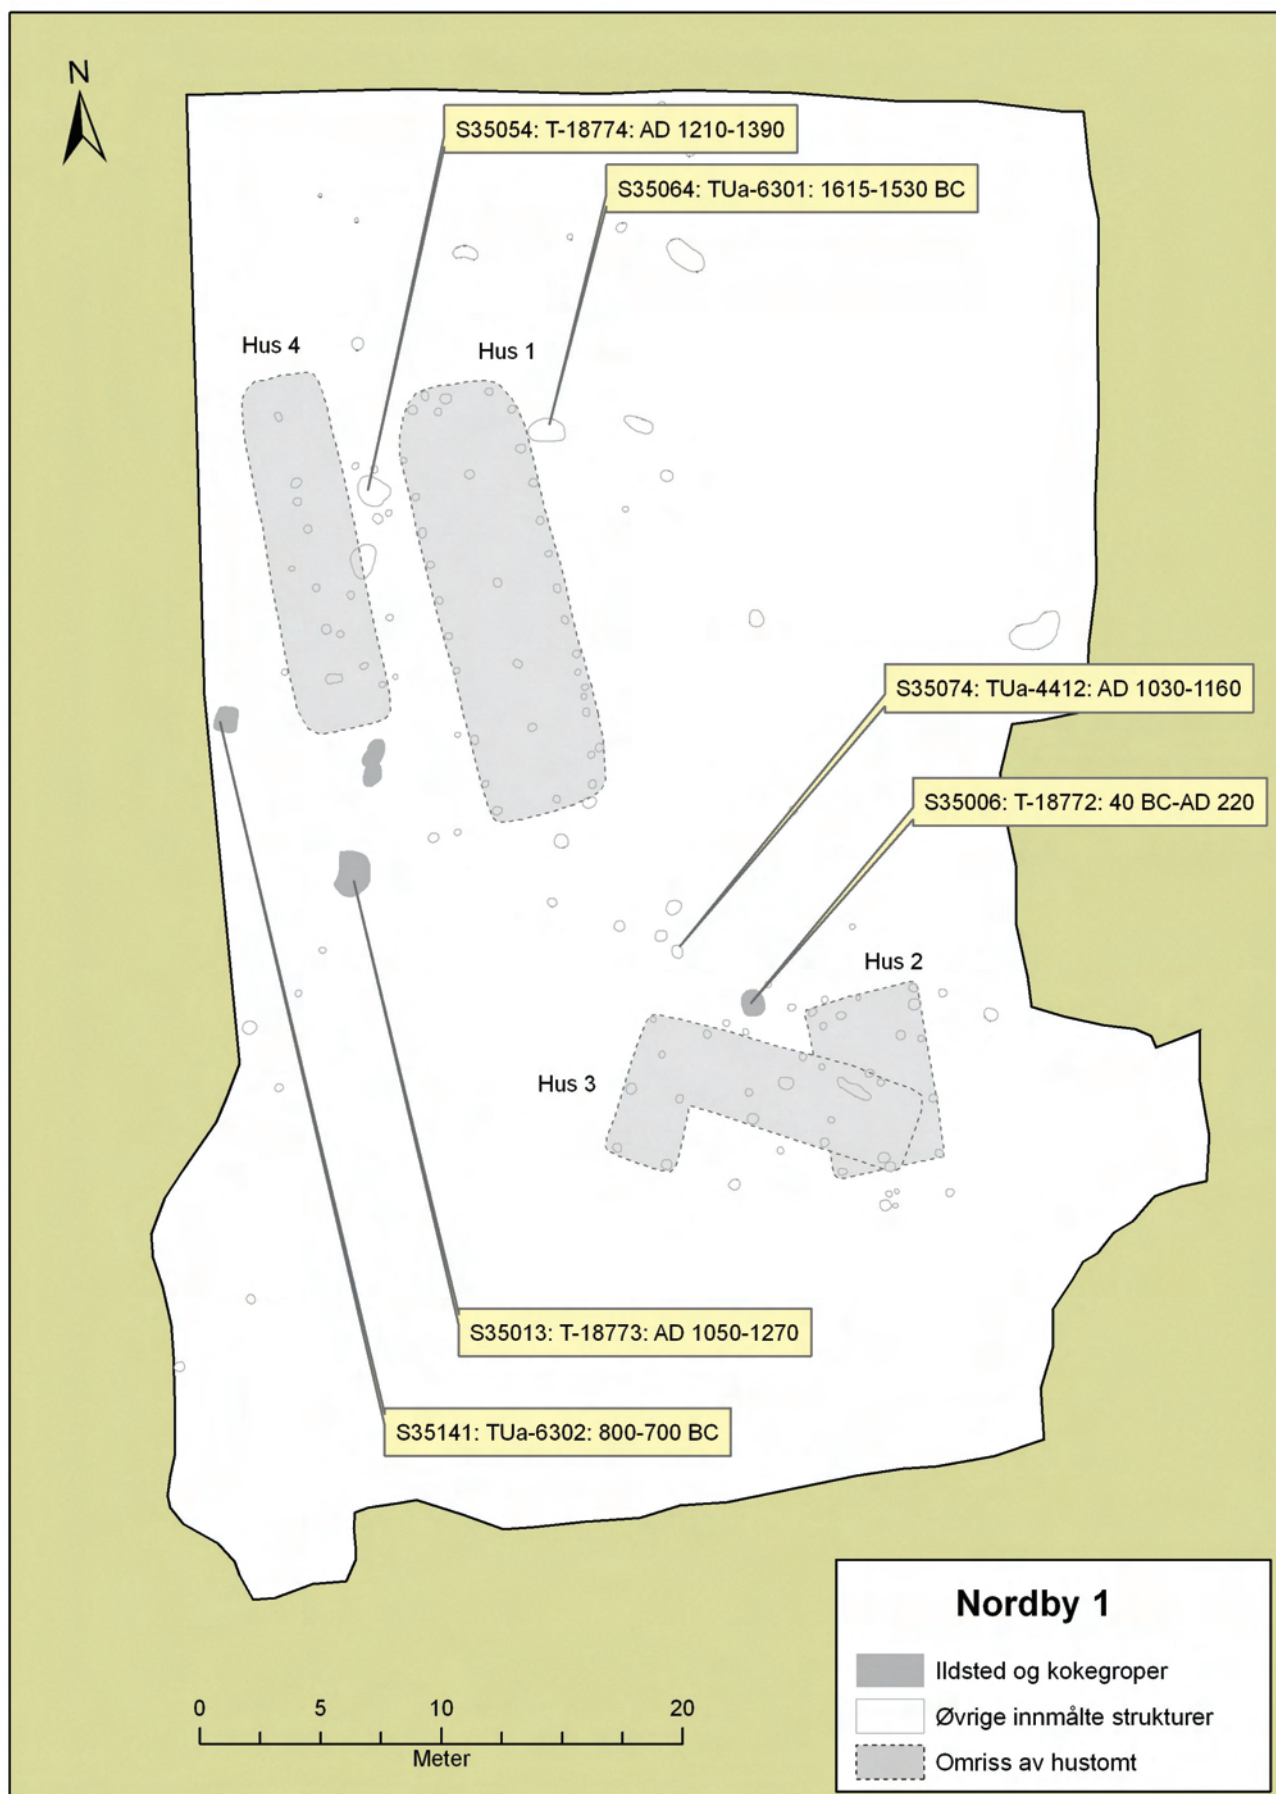 N
S35054: T-18774: AD 1210-1390
S35064: TUa-6301: 1615-1530 BC
Hus 4
Hus 1
S35074: TUa-4412: AD 1030-1160
S35006: T-18772: 40 BC-AD 220
Hus 2
Hus 3
S35013: T-18773: AD 1050-1270
S35141: TUa-6302: 800-700 BC
Nordby 1
Ildsted og kokegroper
Øvrige innmålte strukturer
Omriss av hustomt
0 5 10 20
Meter